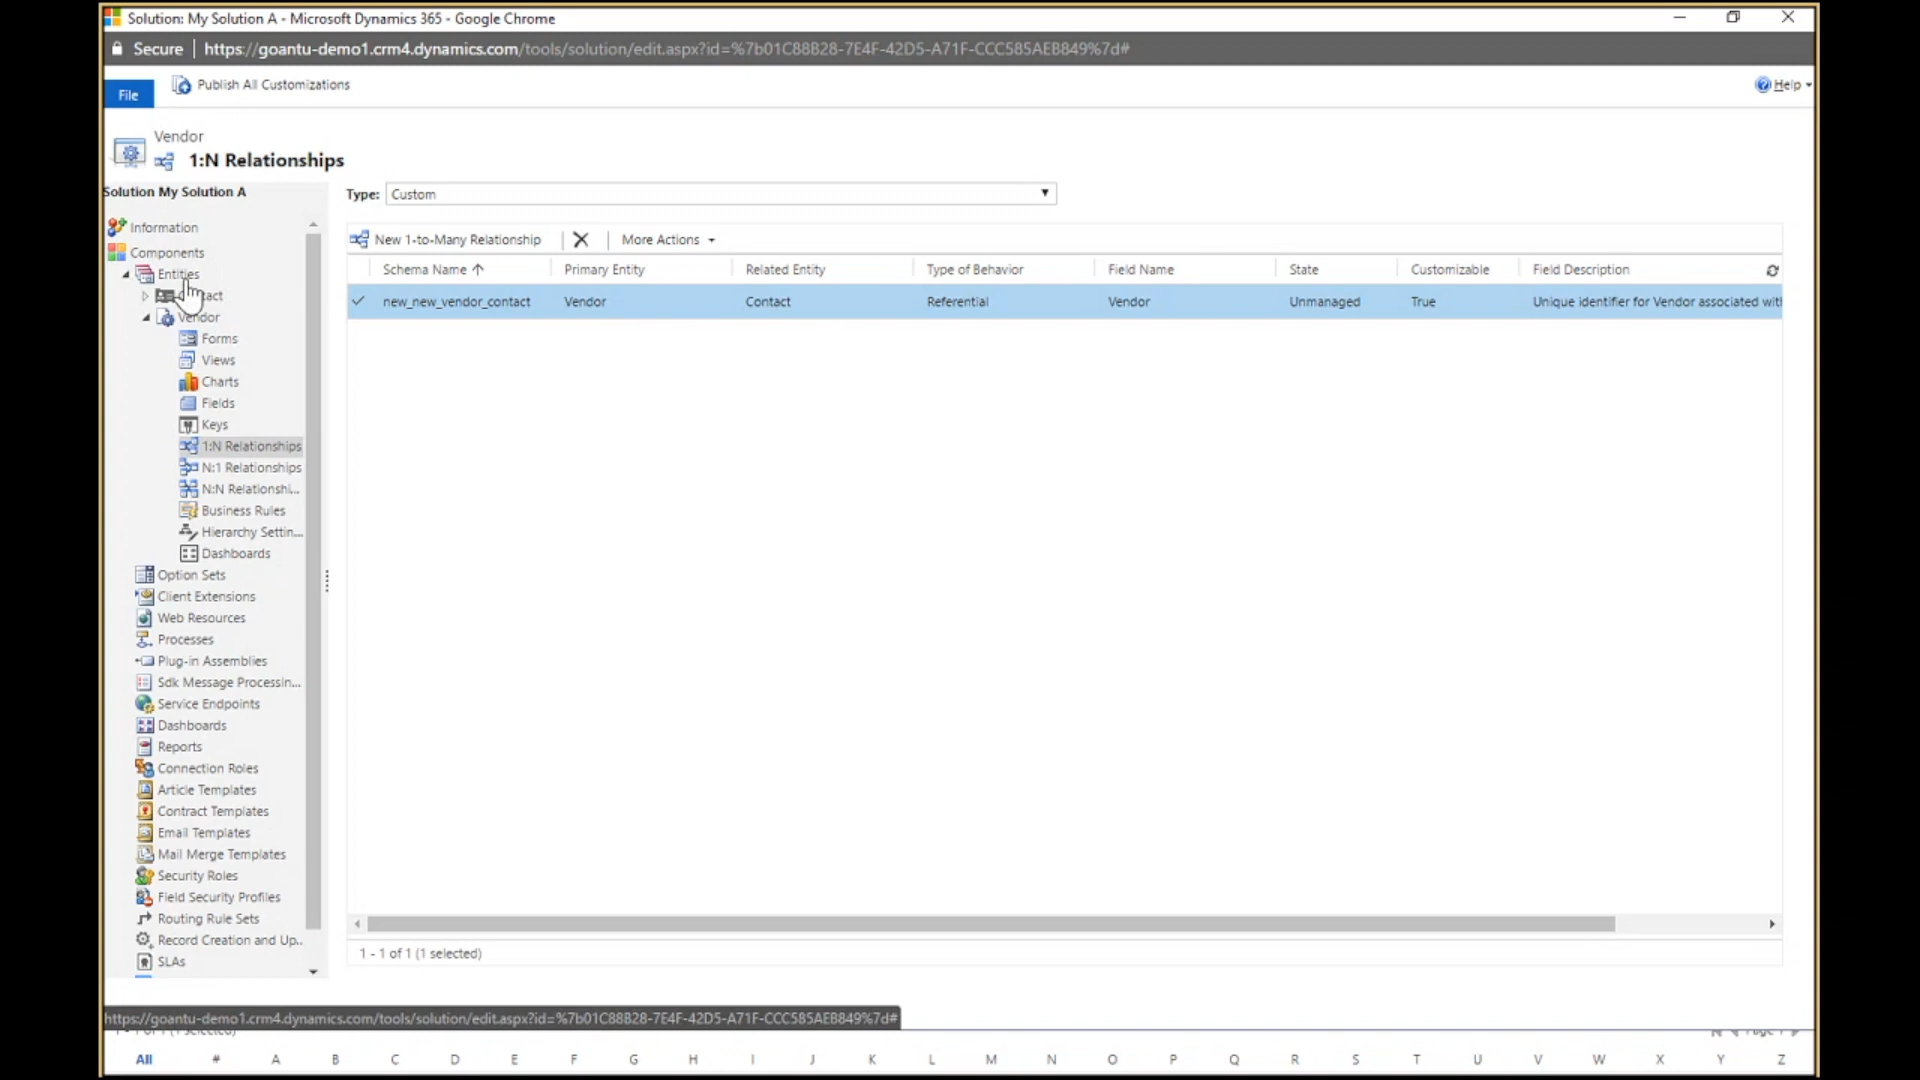 Solution: My Solution A - Microsoft Dynamics 365 - Google Chrome
Secure https://goantu-demo1.crm4.dynamics.com/tools/solution/edit.aspx?id=%7b01C88B28-7E4F-42D5-A71F-CCC585AEB849%7d#
File Publish All Customizations Help
Vendor
1:N Relationships
Solution My Solution A
Type: Custom
Information
Components
Entities
Vendor
Forms
Views
Charts
Fields
Keys
1:N Relationships
N:1 Relationships
N:N Relationshi...
Business Rules
Hierarchy Settin...
Dashboards
Option Sets
Client Extensions
Web Resources
Processes
Plug-in Assemblies
Sdk Message Processin...
Service Endpoints
Dashboards
Reports
Connection Roles
Article Templates
Contract Templates
Email Templates
Mail Merge Templates
Security Roles
Field Security Profiles
Routing Rule Sets
Record Creation and Up..
SLAs
New 1-to-Many Relationship More Actions
Schema Name Primary Entity Related Entity Type of Behavior Field Name State Customizable Field Description
new_new_vendor_contact Vendor Contact Referential Vendor Unmanaged True Unique identifier for Vendor associated wit
1 - 1 of 1 (1 selected)
https://goantu-demo1.crm4.dynamics.com/tools/solution/edit.aspx?id=%7b01C88B28-7E4F-42D5-A71F-CCC585AEB849%7d#
All # A B C D E F G H I J K L M N O P Q R S T U V W X Y Z